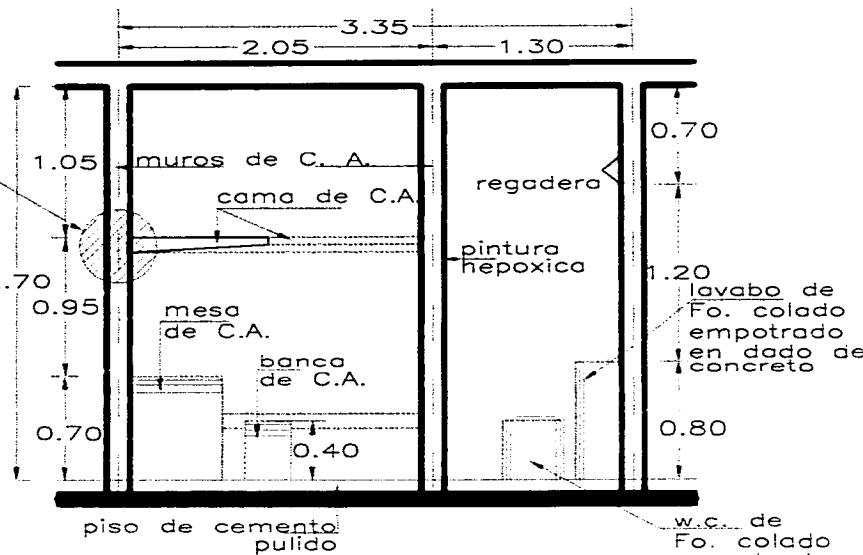 3.35
2.05
1.30
1.05
muros de C. A.
cama de C.A.
regadera
0.70
.70
0.95
pintura
hepoxica
1.20
mesa
de C.A.
lavabo de
Fo. colado
empotrado
en dado de
concreto
banca
de C.A.
0.70
0.40
0.80
piso de cemento
pulido
w.c. de
Fo. colado